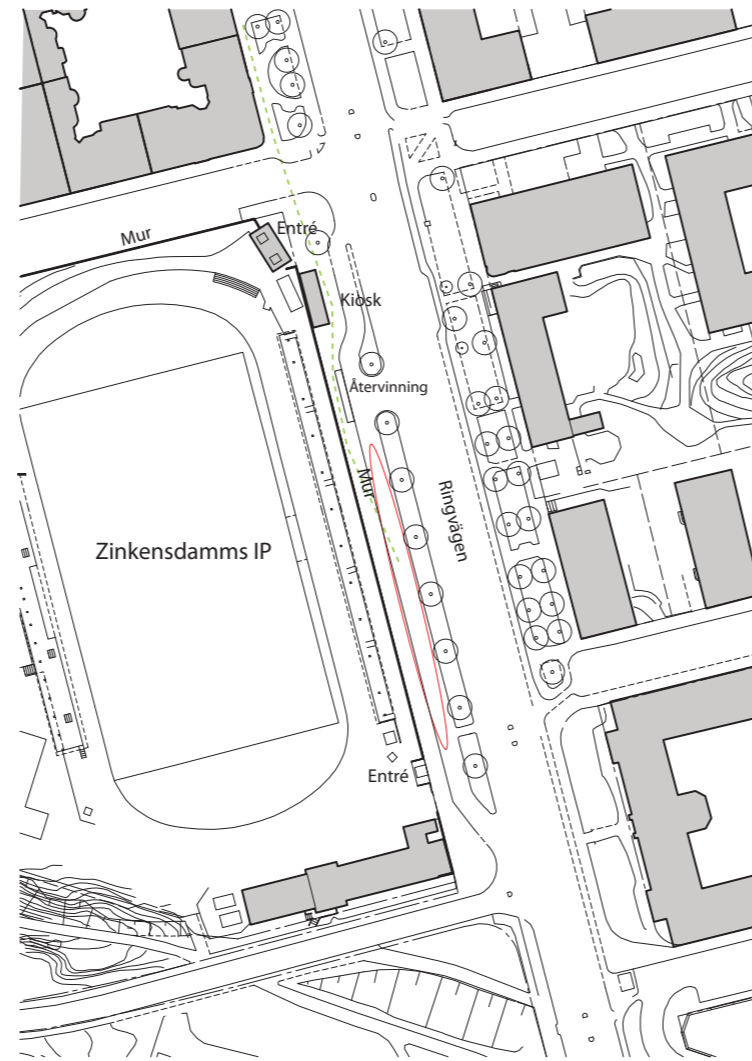 Mur
Entré
Kiosk
Återvinning
Mur
Ringvägen
Zinkensdamms IP
Entré